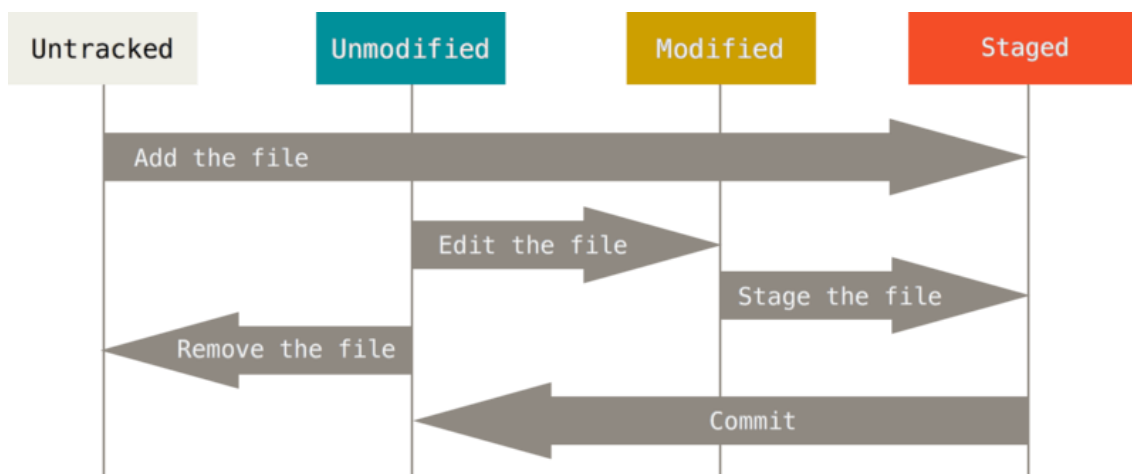 Untracked
Unmodified
Modified
Staged
Add the file
Edit the file
Stage the file
Remove the file
Commit